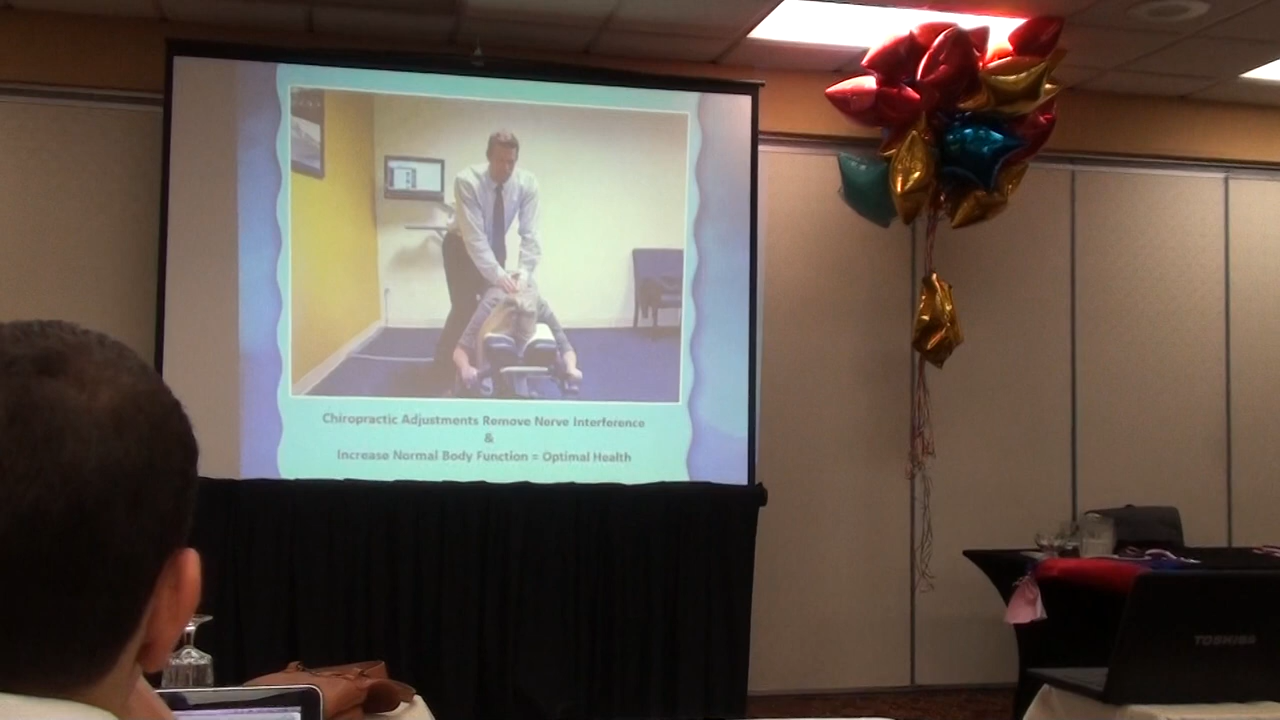 Chiropractic Adjustments Remove Nerve Interference
&
Increase Normal Body Function = Optimal Health
TOSHIBA